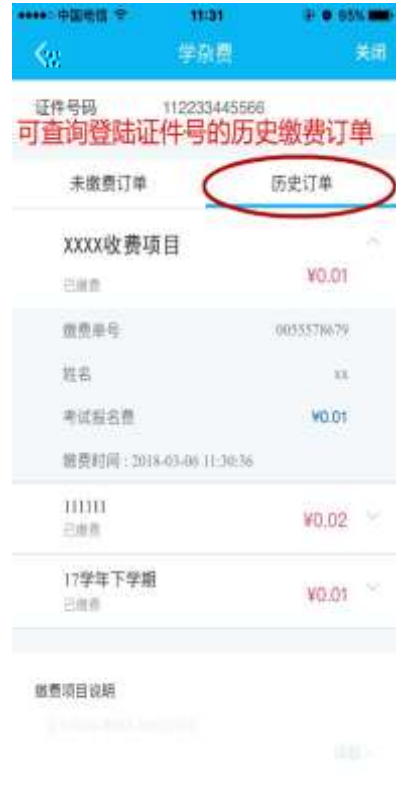 中国电信 11:31 95%
学杂费 关闭
证件号码 112233445566
可查询登陆证件号的历史缴费订单
未缴费订单 历史订单
XXXX收费项目
已缴费 ¥0.01
缴费单号 0055578679
姓名 xx
考试报名费 ¥0.01
缴费时间：2018-03-06 11:30:36
111111
已缴费 ¥0.02
17学年下学期
已缴费 ¥0.01
缴费项目说明